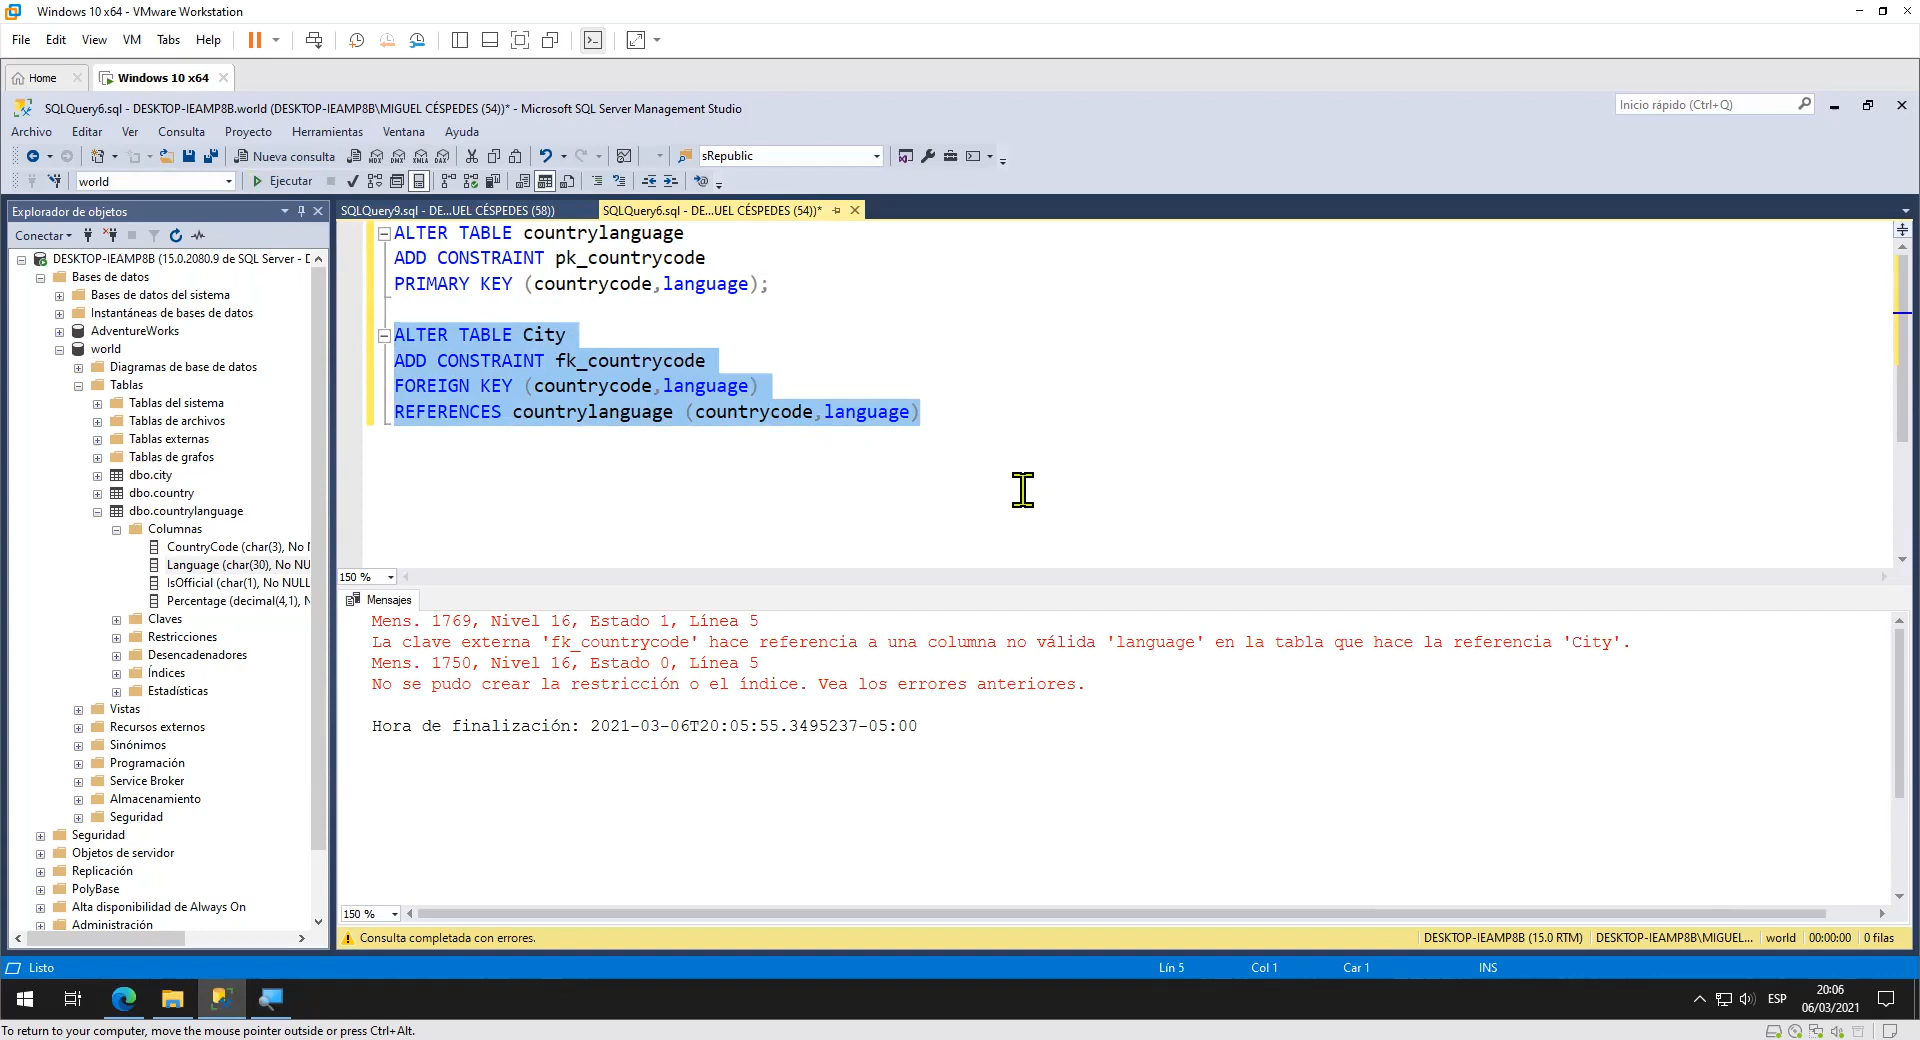 Windows 10 x64 - VMware Workstation
File Edit View VM Tabs Help
Home Windows 10 x64
SQLQuery6.sql - DESKTOP-IEAMP8B.world (DESKTOP-IEAMP8B\MIGUEL CÉSPEDES (54))* - Microsoft SQL Server Management Studio
Inicio rápido (Ctrl+Q)
Archivo Editar Ver Consulta Proyecto Herramientas Ventana Ayuda
Nueva consulta
MDX DMX XMLA DAX
sRepublic
world
Ejecutar
Explorador de objetos
SQLQuery9.sql - DE...UEL CÉSPEDES (58))
SQLQuery6.sql - DE...UEL CÉSPEDES (54))*
Conectar
DESKTOP-IEAMP8B (15.0.2080.9 de SQL Server - D
Bases de datos
Bases de datos del sistema
Instantáneas de bases de datos
AdventureWorks
world
Diagramas de base de datos
Tablas
Tablas del sistema
Tablas de archivos
Tablas externas
Tablas de grafos
dbo.city
dbo.country
dbo.countrylanguage
Columnas
CountryCode (char(3), No N
Language (char(30), No NU
IsOfficial (char(1), No NULL
Percentage (decimal(4,1), N
Claves
Restricciones
Desencadenadores
Índices
Estadísticas
Vistas
Recursos externos
Sinónimos
Programación
Service Broker
Almacenamiento
Seguridad
Seguridad
Objetos de servidor
Replicación
PolyBase
Alta disponibilidad de Always On
Administración
ALTER TABLE countrylanguage
ADD CONSTRAINT pk_countrycode
PRIMARY KEY (countrycode,language);
ALTER TABLE City
ADD CONSTRAINT fk_countrycode
FOREIGN KEY (countrycode,language)
REFERENCES countrylanguage (countrycode,language)
150 %
Mensajes
Mens. 1769, Nivel 16, Estado 1, Línea 5
La clave externa 'fk_countrycode' hace referencia a una columna no válida 'language' en la tabla que hace la referencia 'City'.
Mens. 1750, Nivel 16, Estado 0, Línea 5
No se pudo crear la restricción o el índice. Vea los errores anteriores.
Hora de finalización: 2021-03-06T20:05:55.3495237-05:00
150 %
Consulta completada con errores.
DESKTOP-IEAMP8B (15.0 RTM) DESKTOP-IEAMP8B\MIGUEL... world 00:00:00 0 filas
Listo
Lín 5 Col 1 Car 1 INS
ESP
20:06
06/03/2021
To return to your computer, move the mouse pointer outside or press Ctrl+Alt.